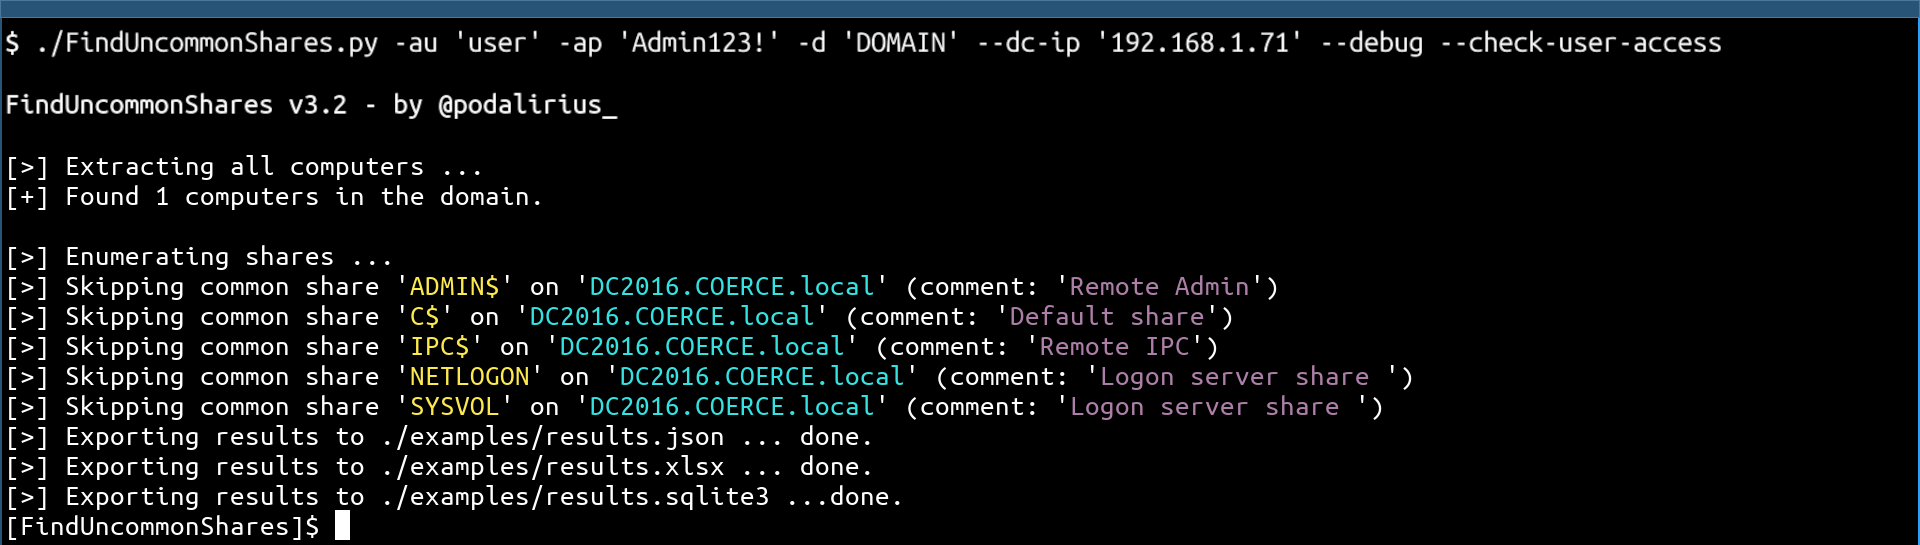 $ ./FindUncommonShares.py -au 'user' -ap 'Admin123!' -d 'DOMAIN' --dc-ip '192.168.1.71' --debug --check-user-access
FindUncommonShares v3.2 - by @podalirius_
[>] Extracting all computers ...
[+] Found 1 computers in the domain.
[>] Enumerating shares ...
[>] Skipping common share 'ADMIN$' on 'DC2016.COERCE.local' (comment: 'Remote Admin')
[>] Skipping common share 'C$' on 'DC2016.COERCE.local' (comment: 'Default share')
[>] Skipping common share 'IPC$' on 'DC2016.COERCE.local' (comment: 'Remote IPC')
[>] Skipping common share 'NETLOGON' on 'DC2016.COERCE.local' (comment: 'Logon server share ')
[>] Skipping common share 'SYSVOL' on 'DC2016.COERCE.local' (comment: 'Logon server share ')
[>] Exporting results to ./examples/results.json ... done.
[>] Exporting results to ./examples/results.xlsx ... done.
[>] Exporting results to ./examples/results.sqlite3 ...done.
[FindUncommonShares]$